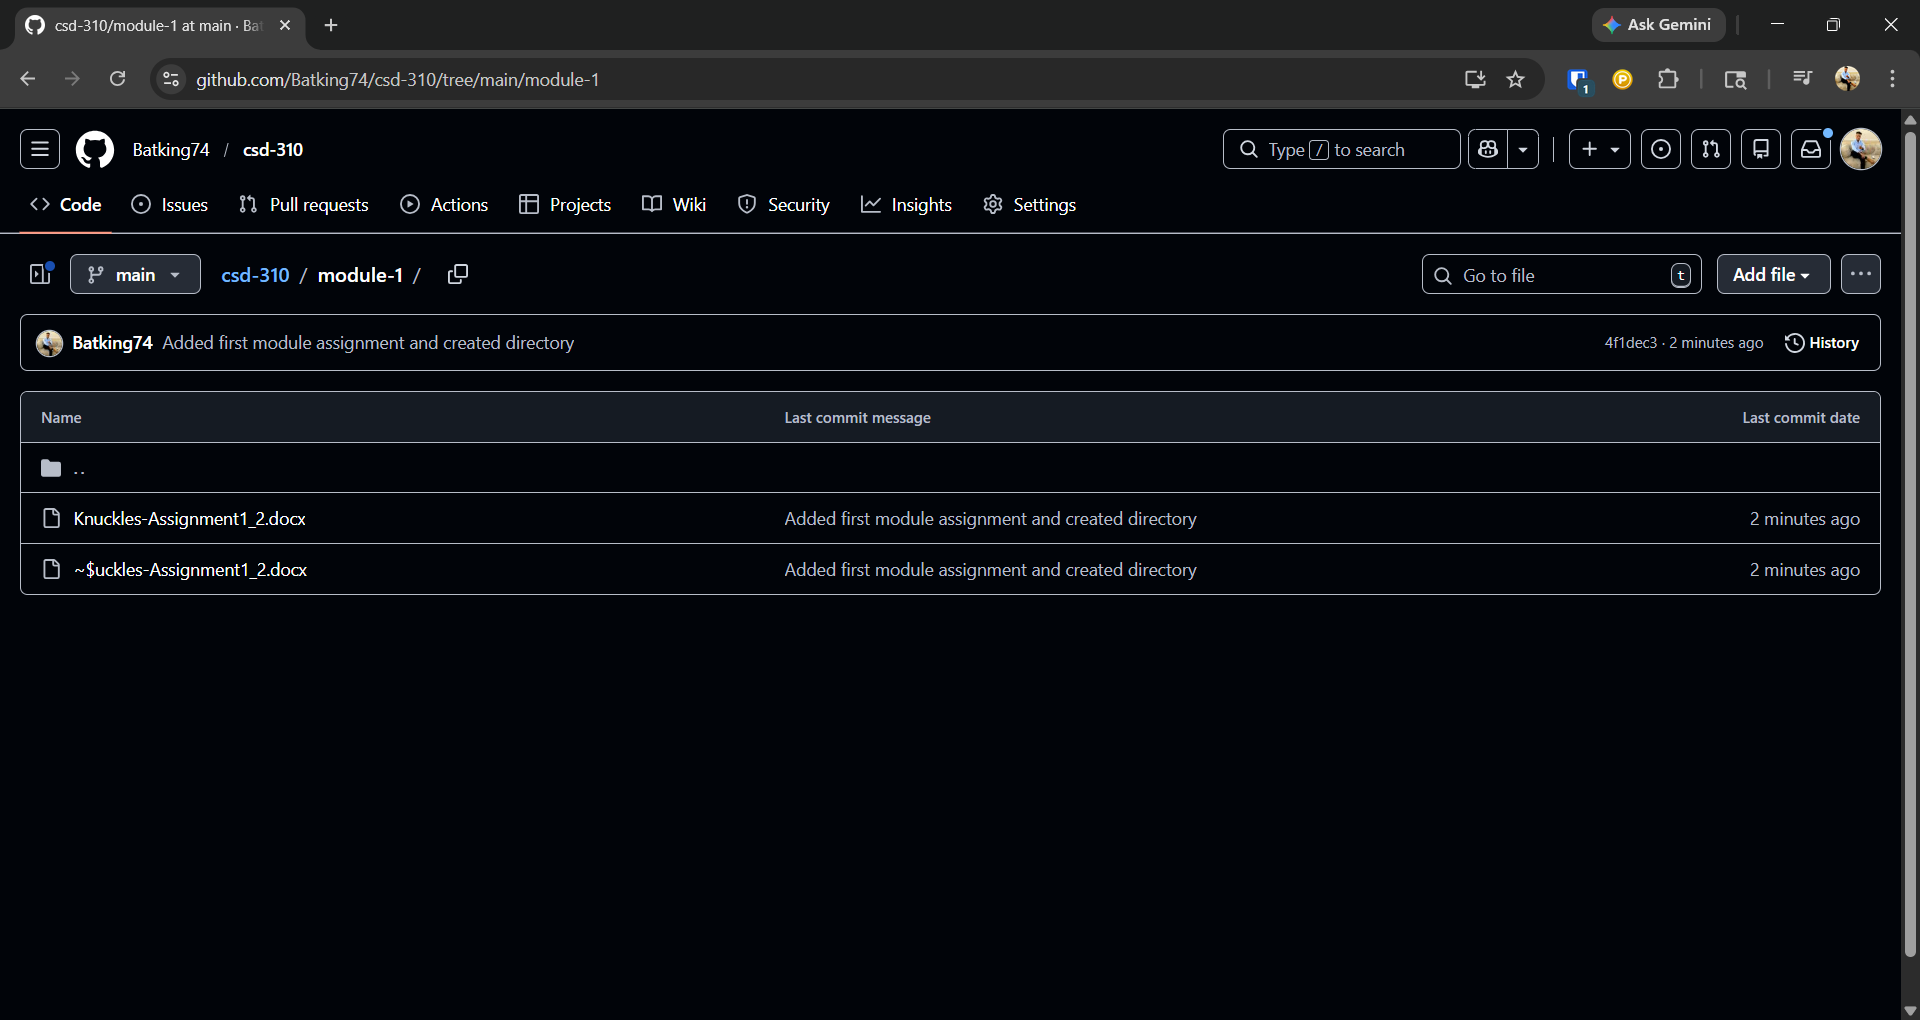 csd-310/module-1 at main · Ba
Ask Gemini
github.com/Batking74/csd-310/tree/main/module-1
1
Batking74 / csd-310
Type / to search
Code
Issues
Pull requests
Actions
Projects
Wiki
Security
Insights
Settings
main
csd-310 / module-1 /
Go to file
t
Add file
Batking74 Added first module assignment and created directory
4f1dec3 · 2 minutes ago
History
Name
Last commit message
Last commit date
..
Knuckles-Assignment1_2.docx
Added first module assignment and created directory
2 minutes ago
~$uckles-Assignment1_2.docx
Added first module assignment and created directory
2 minutes ago